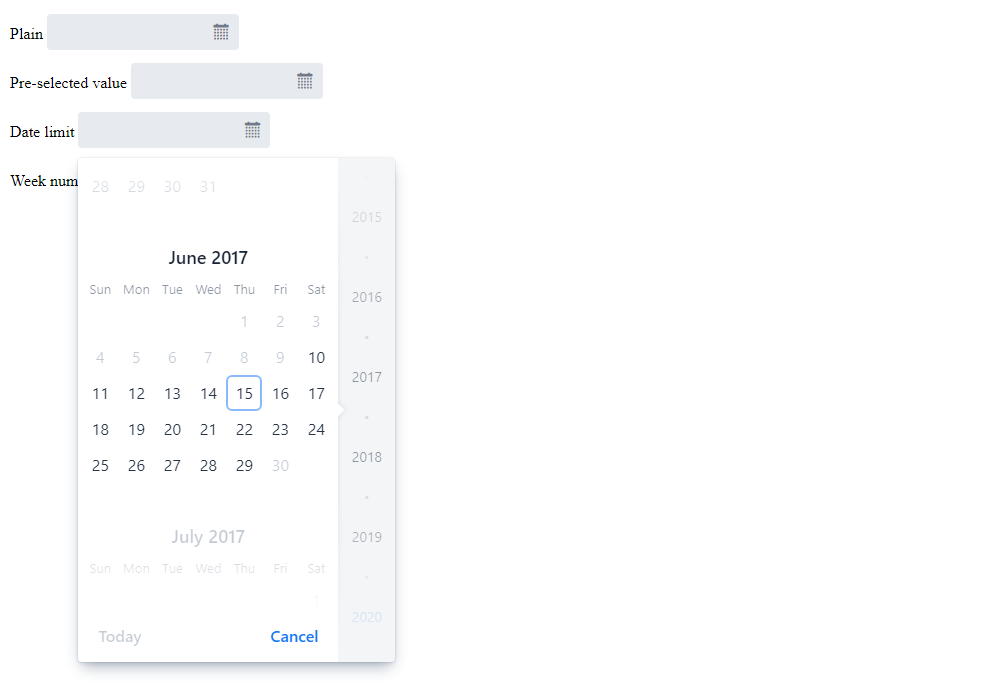 Plain
Pre-selected value
Date limit
Week num
28 29 30 31
2015
June 2017
Sun Mon Tue Wed Thu Fri Sat
2016
1 2 3
4 5 6 7 8 9 10
2017
11 12 13 14 15 16 17
18 19 20 21 22 23 24
2018
25 26 27 28 29 30
July 2017
2019
Sun Mon Tue Wed Thu Fri Sat
1
2020
Today Cancel